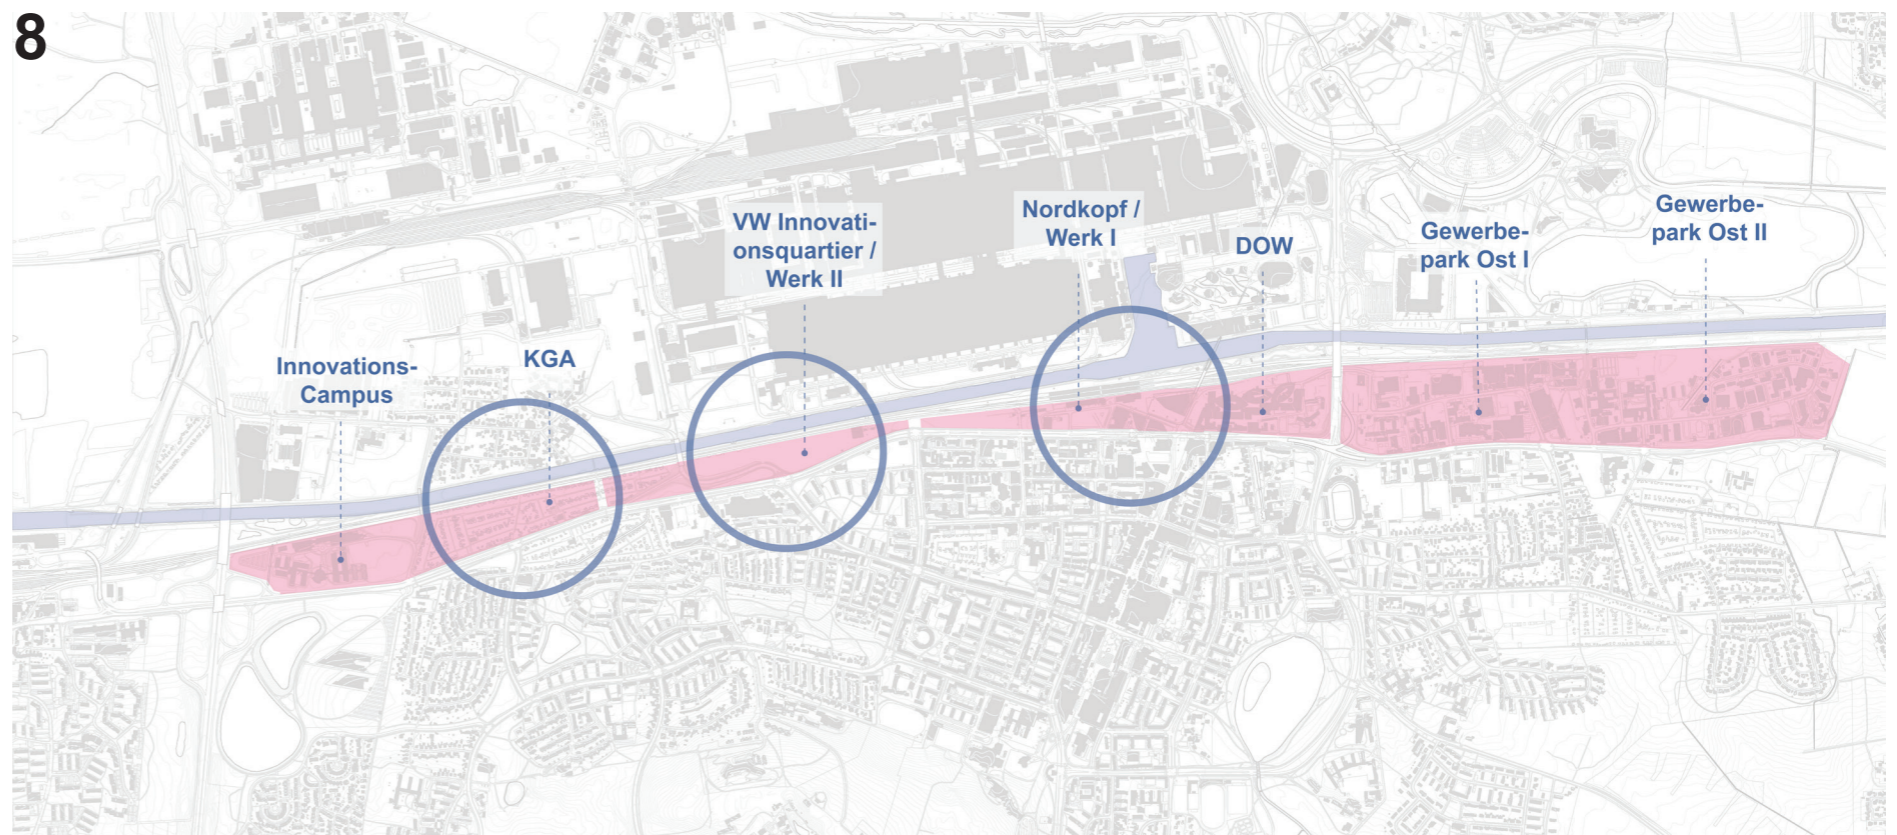 8
Innovations-
Campus
KGA
VW Innovati-
onsquartier /
Werk II
Nordkopf /
Werk I
DOW
Gewerbe-
park Ost I
Gewerbe-
park Ost II